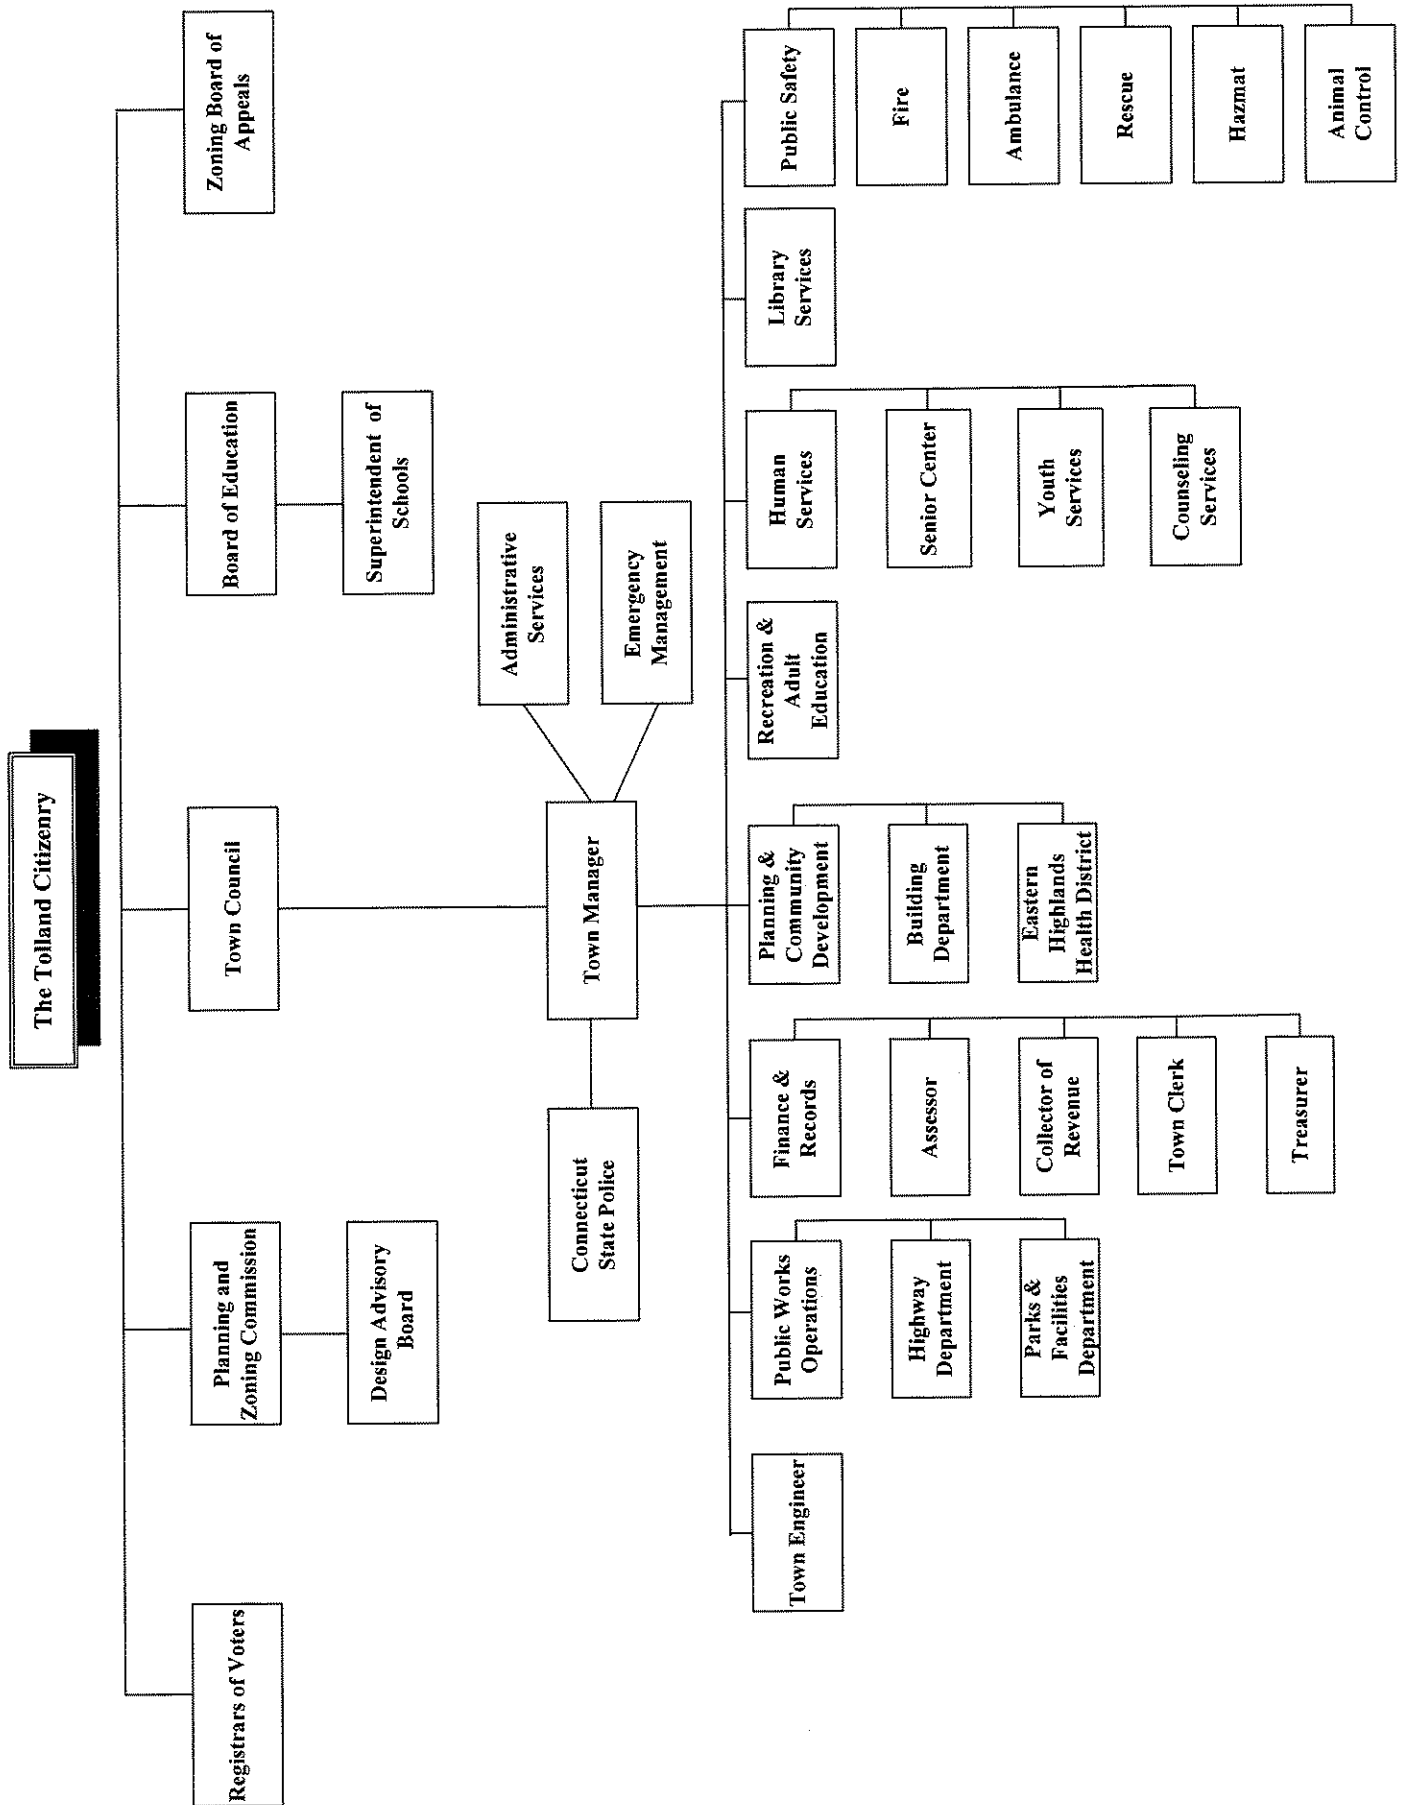 The Tolland Citizenry
Registrars of Voters
Planning and
Zoning Commission
Design Advisory
Board
Town Council
Board of Education
Superintendent of
Schools
Zoning Board of
Appeals
Connecticut
State Police
Town Manager
Administrative
Services
Emergency
Management
Town Engineer
Public Works
Operations
Highway
Department
Parks &
Facilities
Department
Finance &
Records
Assessor
Collector of
Revenue
Town Clerk
Treasurer
Planning &
Community
Development
Building
Department
Eastern
Highlands
Health District
Recreation &
Adult
Education
Human
Services
Senior Center
Youth
Services
Counseling
Services
Library
Services
Public Safety
Fire
Ambulance
Rescue
Hazmat
Animal
Control